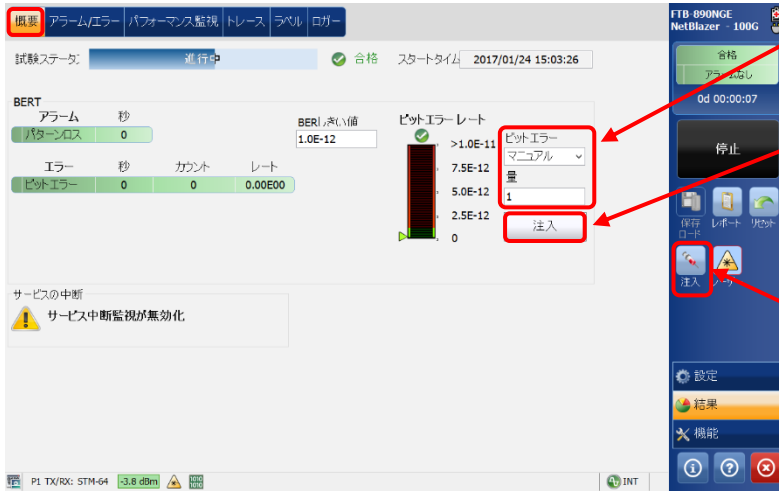 概要 アラーム/エラー パフォーマンス監視 トレース ラベル ロガー
FTB-890NGE
NetBlazer - 100G
試験ステータ 進行中 合格 スタートタイム 2017/01/24 15:03:26
合格
アラームなし
0d 00:00:07
停止
保存
ロード
レポート
リセット
注入
レーザー
設定
結果
機能
BERT
アラーム 秒
パターンロス 0
エラー 秒 カウント レート
ビットエラー 0 0 0.00E00
BERしきい値
1.0E-12
ビットエラーレート
>1.0E-11
7.5E-12
5.0E-12
2.5E-12
0
ビットエラー
マニュアル
量
1
注入
サービスの中断
サービス中断監視が無効化
P1 TX/RX: STM-64 -3.8 dBm 1010 1010 INT